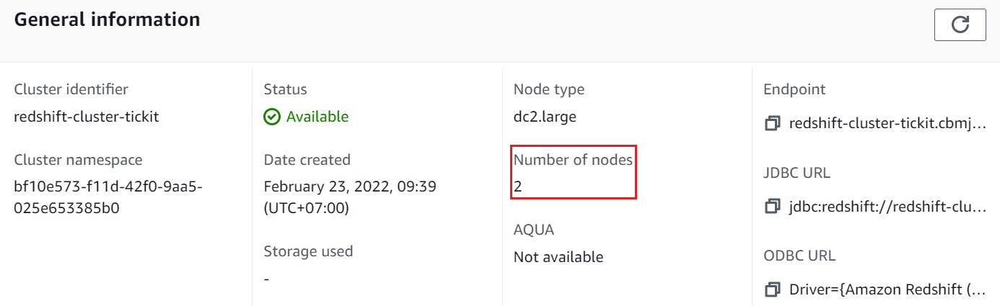 General information
Cluster identifier
redshift-cluster-tickit
Cluster namespace
bf10e573-f11d-42f0-9aa5-
025e653385b0
Status
Available
Date created
February 23, 2022, 09:39
(UTC+07:00)
Storage used
-
Node type
dc2.large
Number of nodes
2
AQUA
Not available
Endpoint
redshift-cluster-tickit.cbmj...
JDBC URL
jdbc:redshift://redshift-clu...
ODBC URL
Driver={Amazon Redshift (...